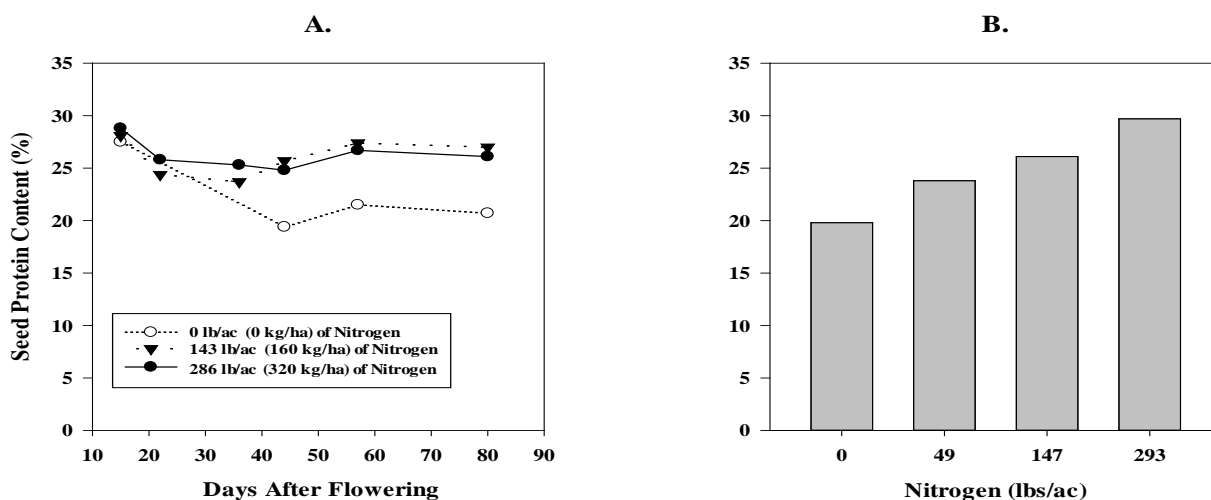 A.
Seed Protein Content (%)
35
30
25
20
15
10
5
0
0 lb/ac (0 kg/ha) of Nitrogen
143 lb/ac (160 kg/ha) of Nitrogen
286 lb/ac (320 kg/ha) of Nitrogen
10 20 30 40 50 60 70 80 90
Days After Flowering
B.
35
30
25
20
15
10
5
0
0 49 147 293
Nitrogen (lbs/ac)